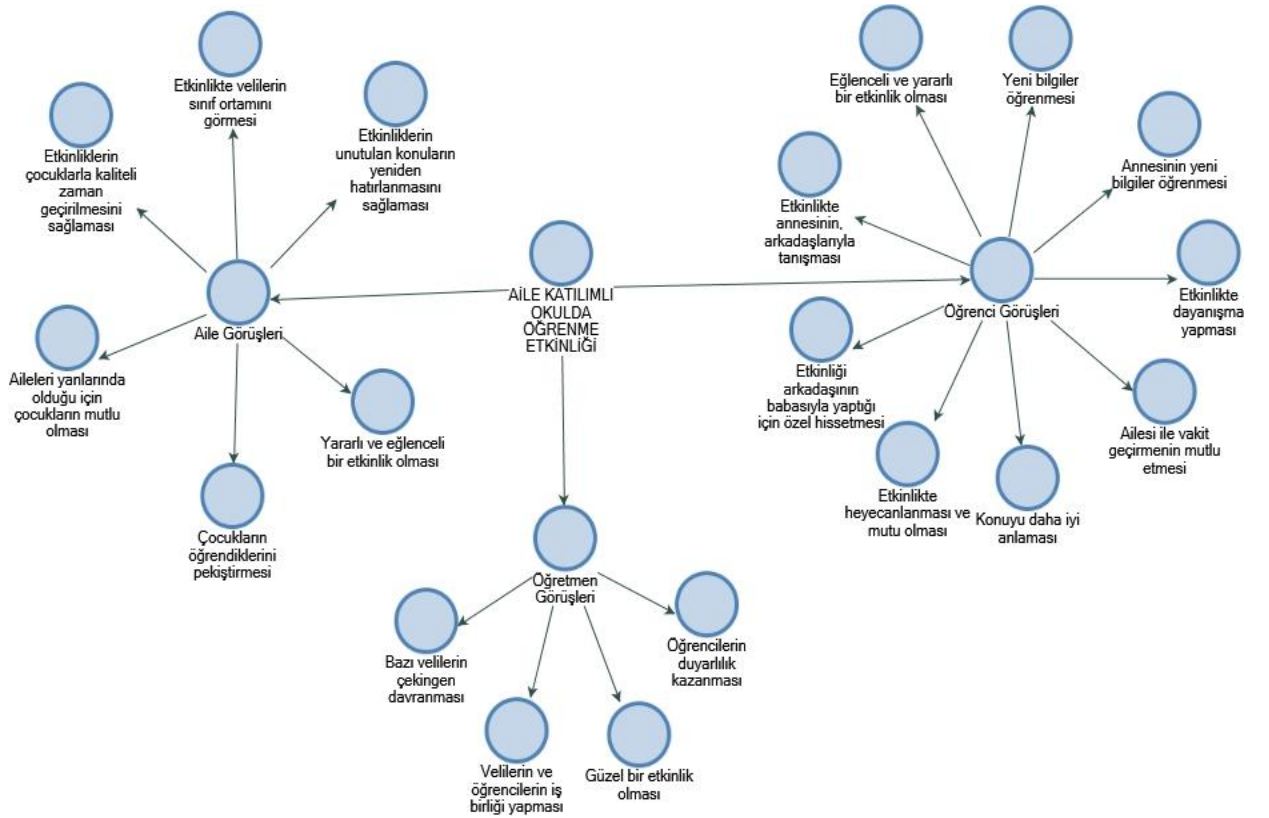 Etkinlikte velilerin
sınıf ortamını
görmesi
Etkinliklerin
çocuklarla kaliteli
zaman
geçirilmesini
sağlaması
Etkinliklerin
unutulan konuların
yeniden
hatırlanmasını
sağlaması
Aile Görüşleri
Aileleri yanlarında
olduğu için
çocukların mutlu
olması
Yararlı ve eğlenceli
bir etkinlik olması
Çocukların
öğrendiklerini
pekiştirmesi
AİLE KATILIMLI
OKULDA
ÖĞRENME
ETKİNLİĞİ
Eğlenceli ve yararlı
bir etkinlik olması
Yeni bilgiler
öğrenmesi
Annesinin yeni
bilgiler öğrenmesi
Etkinlikte
annesinin,
arkadaşlarıyla
tanışması
Öğrenci Görüşleri
Etkinlikte
dayanışma
yapması
Etkinliği
arkadaşının
babasıyla yaptığı
için özel hissetmesi
Ailesi ile vakit
geçirmenin mutlu
etmesi
Etkinlikte
heyecanlanması ve
mutu olması
Konuyu daha iyi
anlaması
Öğretmen
Görüşleri
Bazı velilerin
çekingen
davranması
Öğrencilerin
duyarlılık
kazanması
Velilerin ve
öğrencilerin iş
birliği yapması
Güzel bir etkinlik
olması